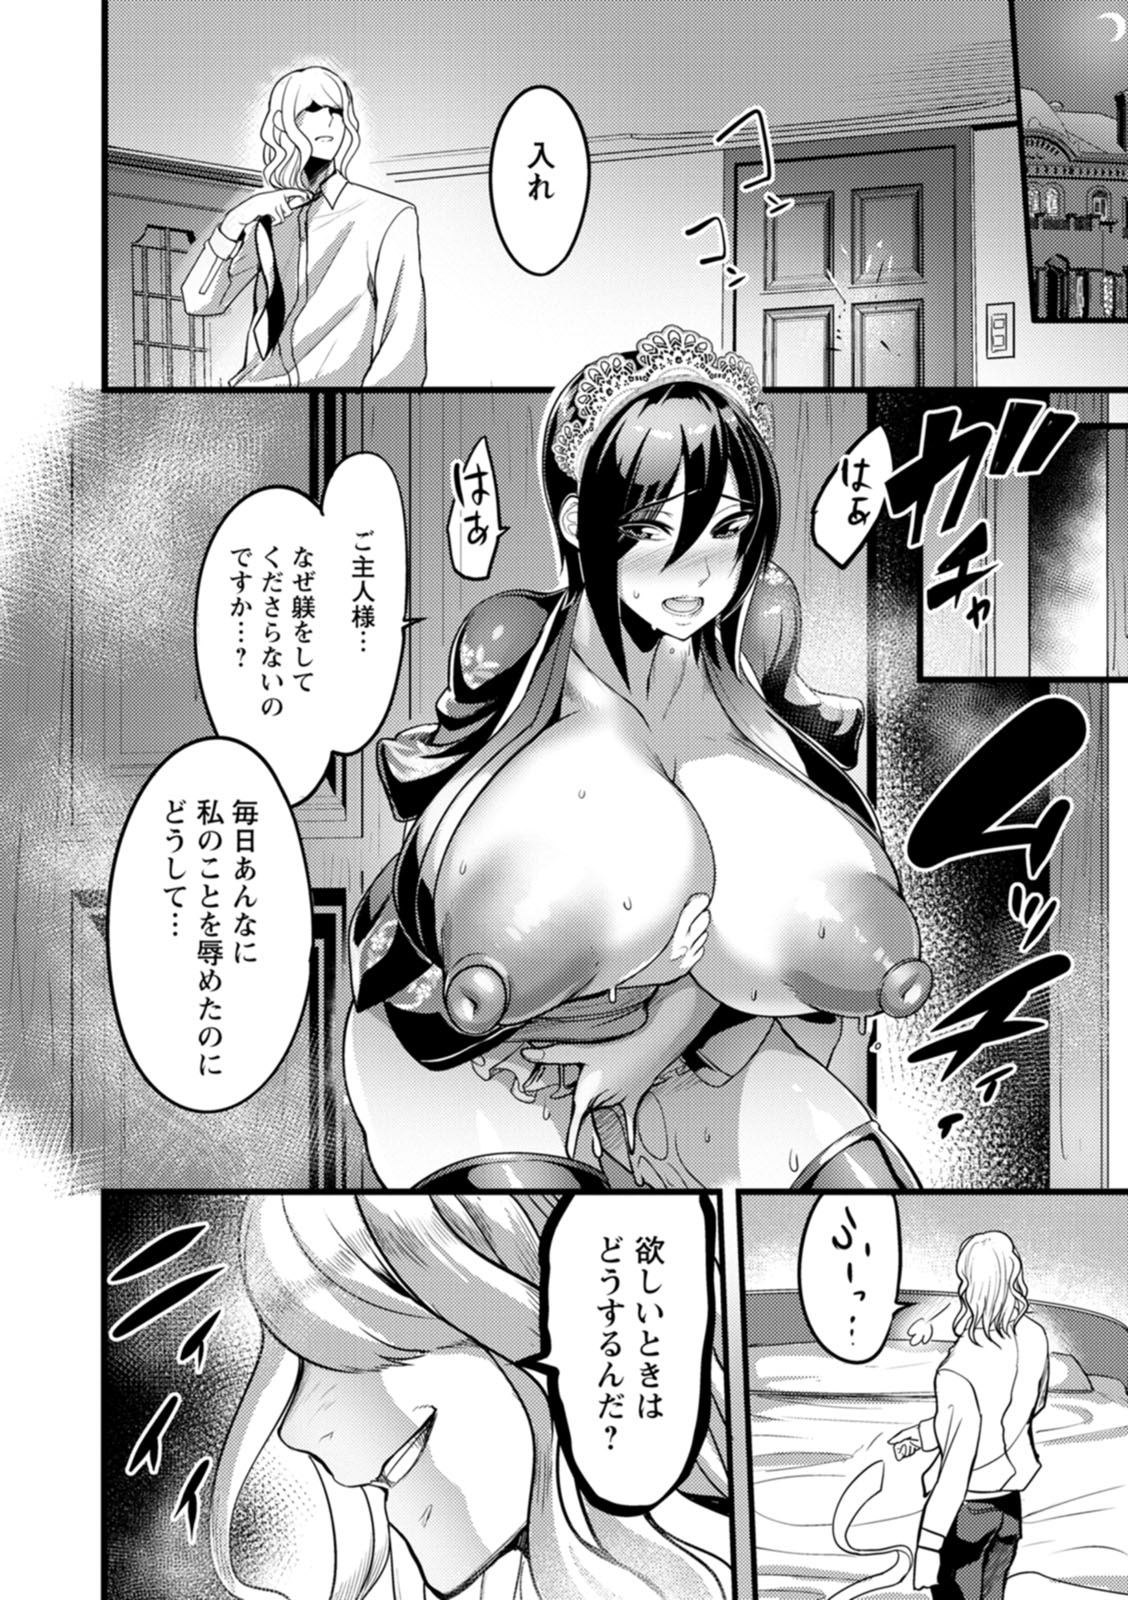 コン
コン
入れ
ガチャ
はぁ
はぁ
ご主人様…
なぜ躾をして
くださらないの
ですか…？
毎日あんなに
私のことを辱めたのに
どうして…
ムワッ
イィ
ふーっ…
欲しいときは
どうするんだ？
ニィィィ